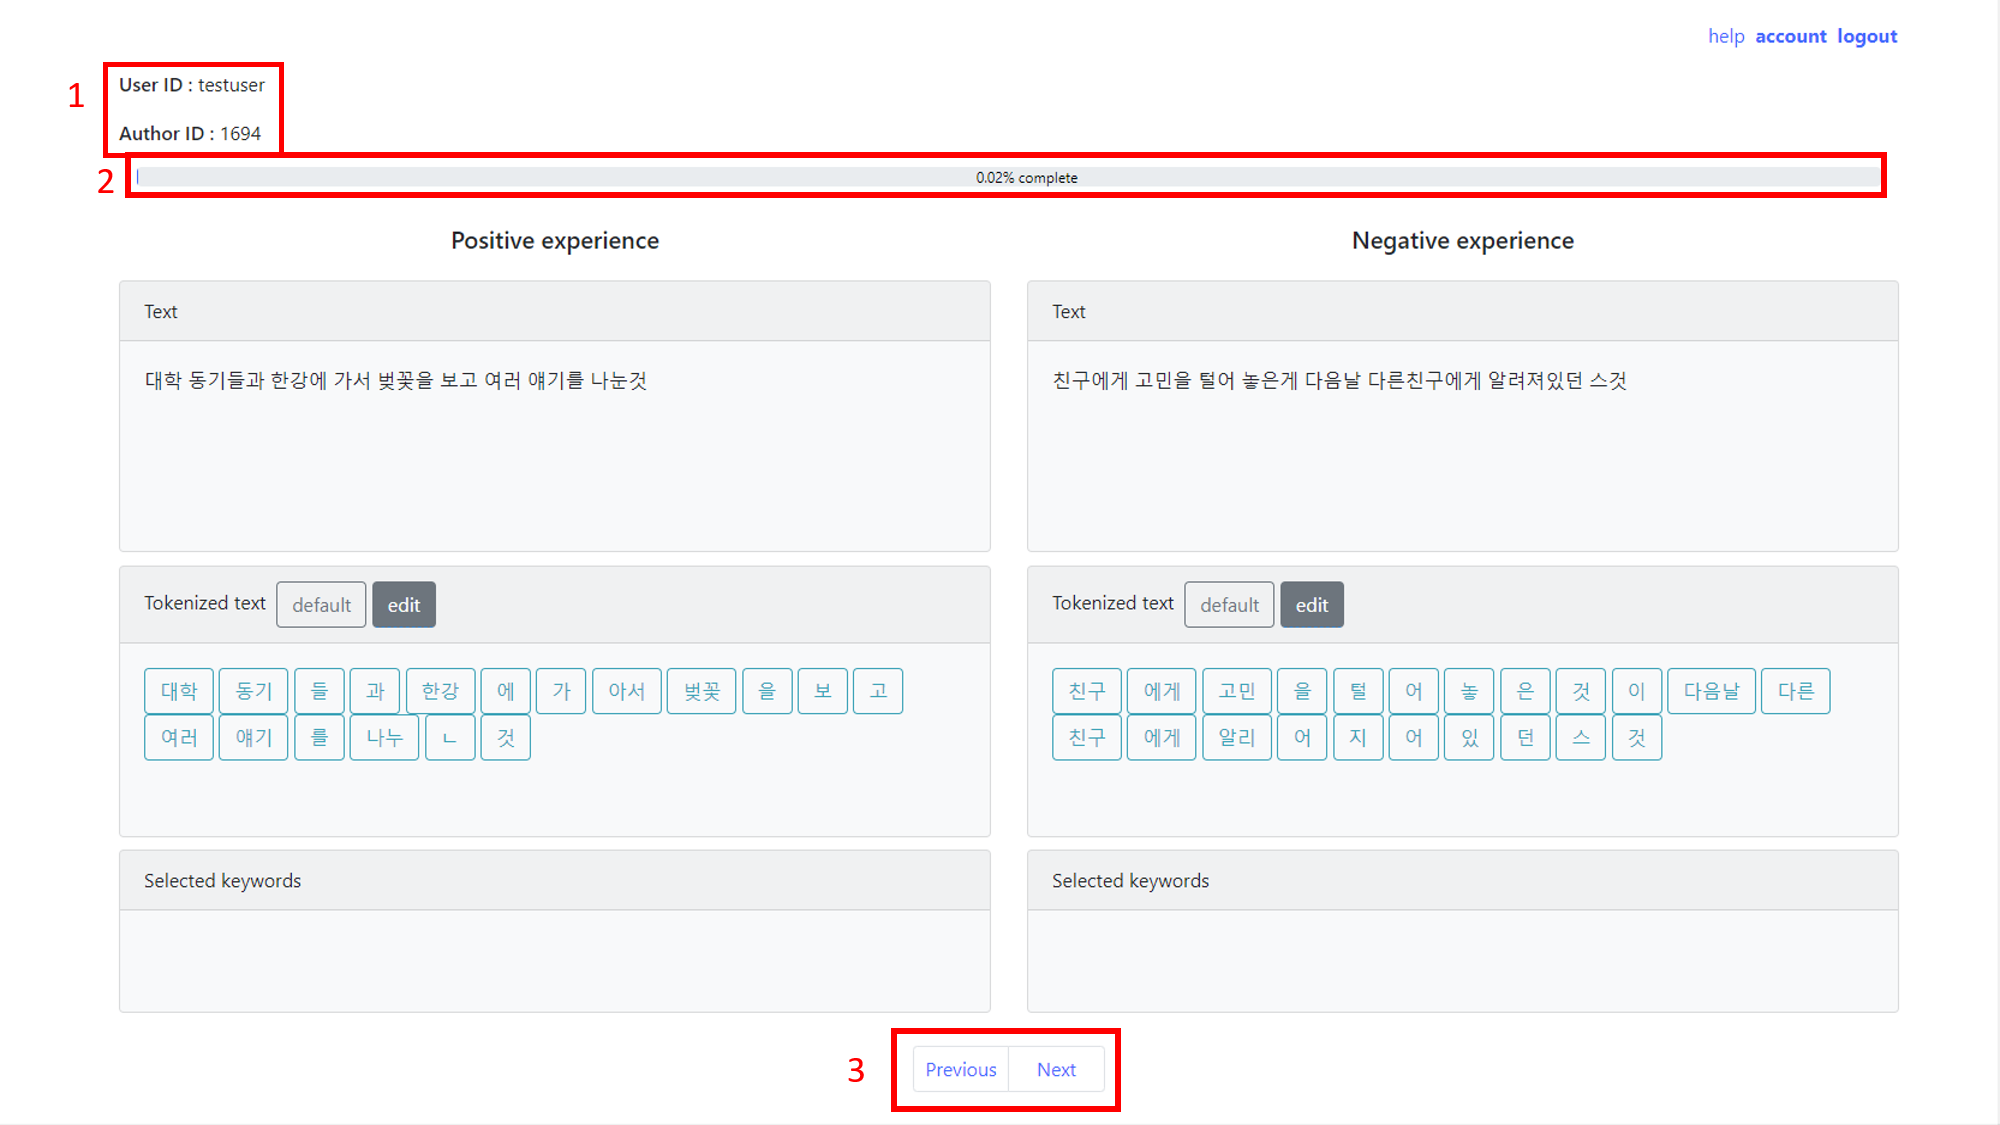 help account logout
1
User ID : testuser
Author ID : 1694
2
0.02% complete
Positive experience
Text
대학 동기들과 한강에 가서 벚꽃을 보고 여러 얘기를 나눈것
Tokenized text default edit
대학 동기 들 과 한강 에 가 아서 벚꽃 을 보 고
여러 얘기 를 나누 ㄴ 것
Selected keywords
Negative experience
Text
친구에게 고민을 털어 놓은게 다음날 다른친구에게 알려져있던 스것
Tokenized text default edit
친구 에게 고민 을 털 어 놓 은 것 이 다음날 다른
친구 에게 알리 어 지 어 있 던 스 것
Selected keywords
3
Previous Next